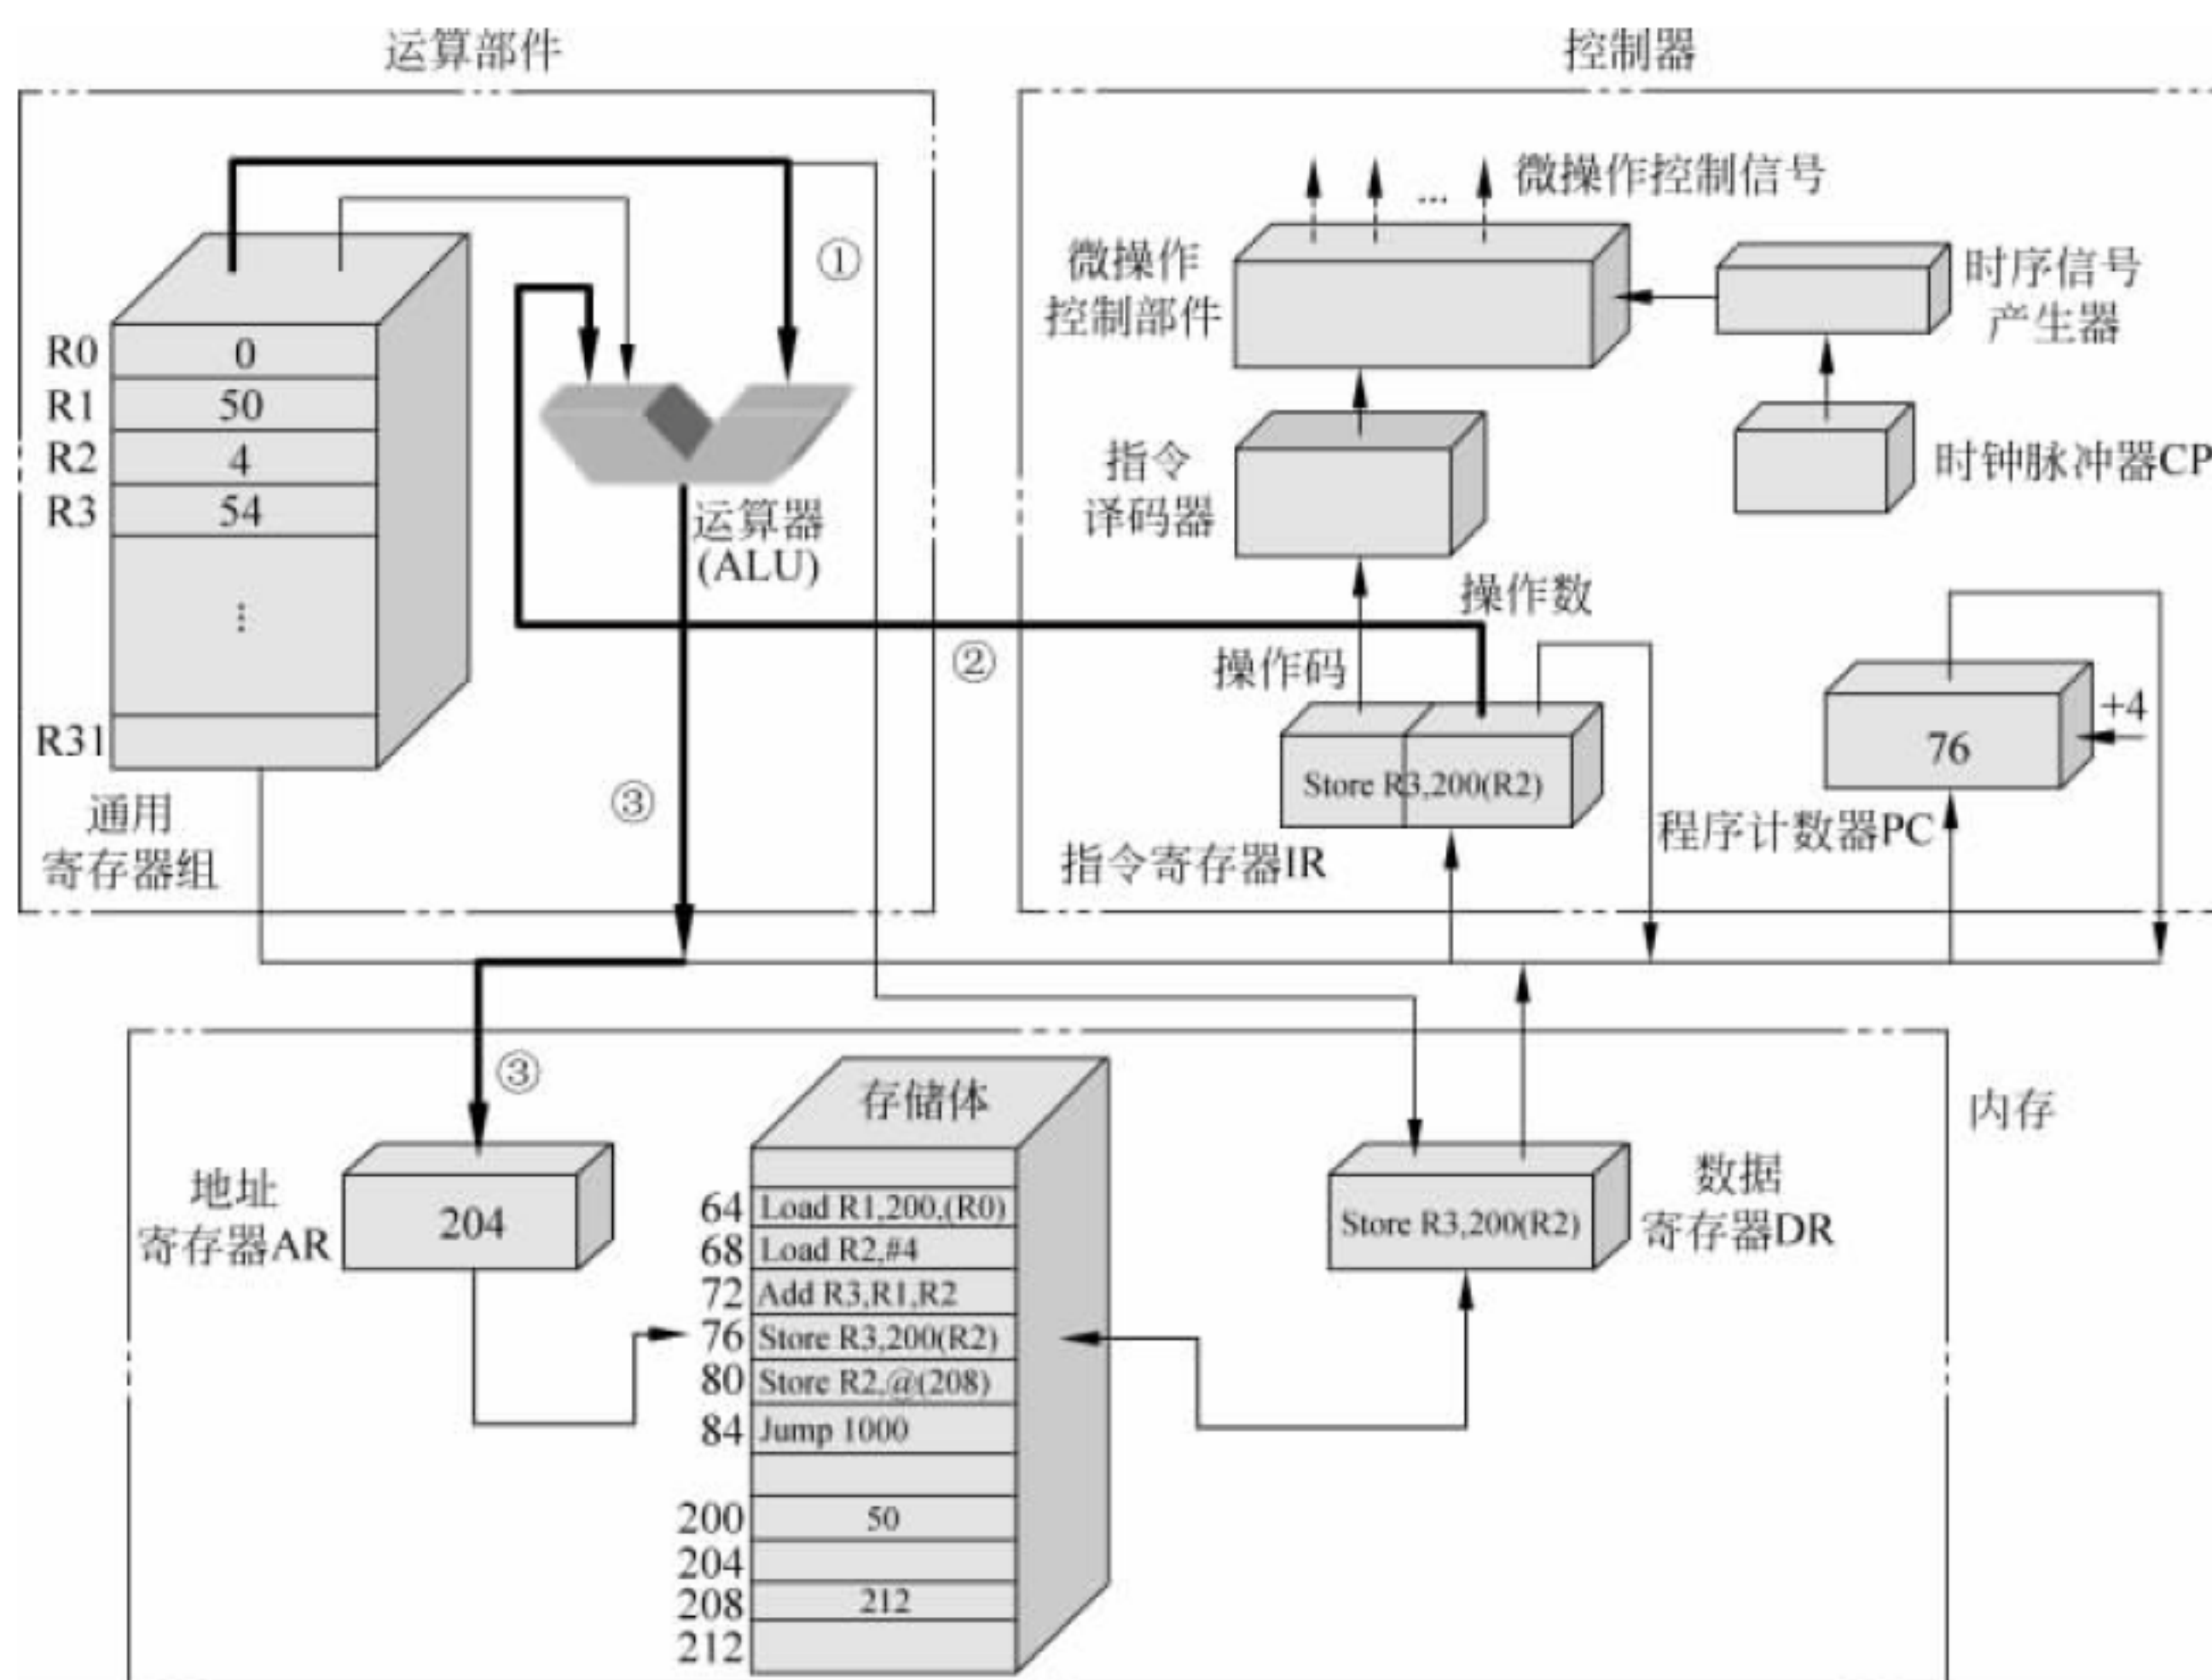 运算部件
控制器
①
微操作控制信号
...
微操作
控制部件
时序信号
产生器
R0 0
R1 50
R2 4
R3 54
⋮
R31
通用
寄存器组
运算器
(ALU)
指令
译码器
时钟脉冲器CP
操作数
操作码
②
③
Store R3,200(R2)
指令寄存器IR
76
+4
程序计数器PC
③
地址
寄存器AR
204
存储体
64 Load R1,200,(R0)
68 Load R2,#4
72 Add R3,R1,R2
76 Store R3,200(R2)
80 Store R2,@(208)
84 Jump 1000
200 50
204
208 212
212
Store R3,200(R2)
数据
寄存器DR
内存